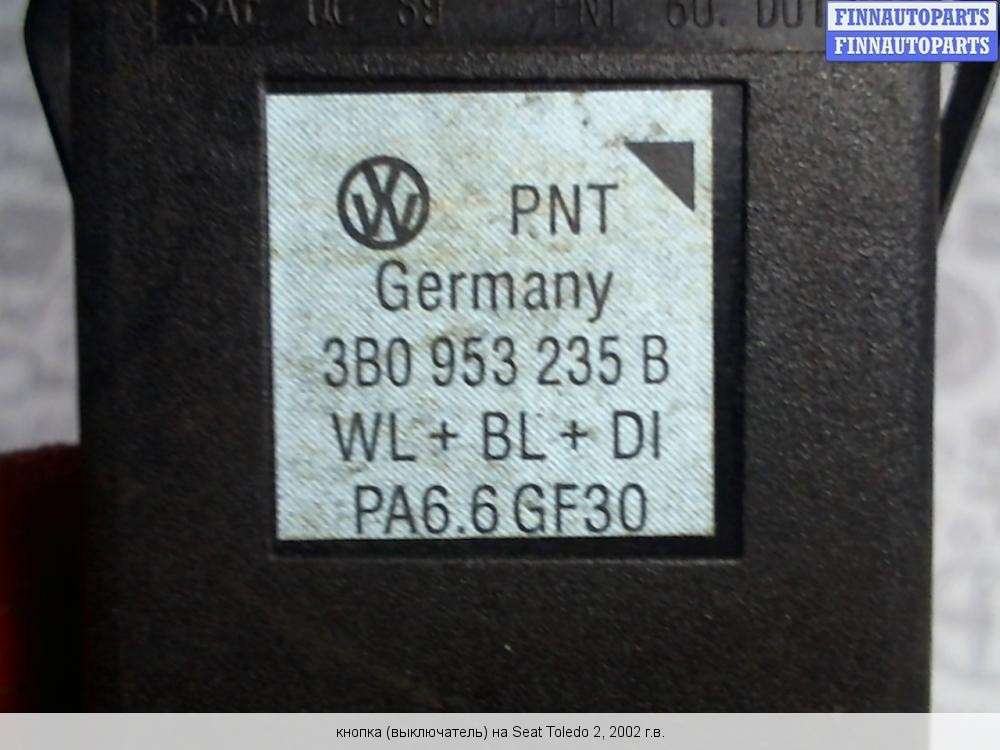 FINNAUTOPARTS
FINNAUTOPARTS
PNT
Germany
3B0 953 235 B
WL + BL + DI
PA6.6 GF30
кнопка (выключатель) на Seat Toledo 2, 2002 г.в.